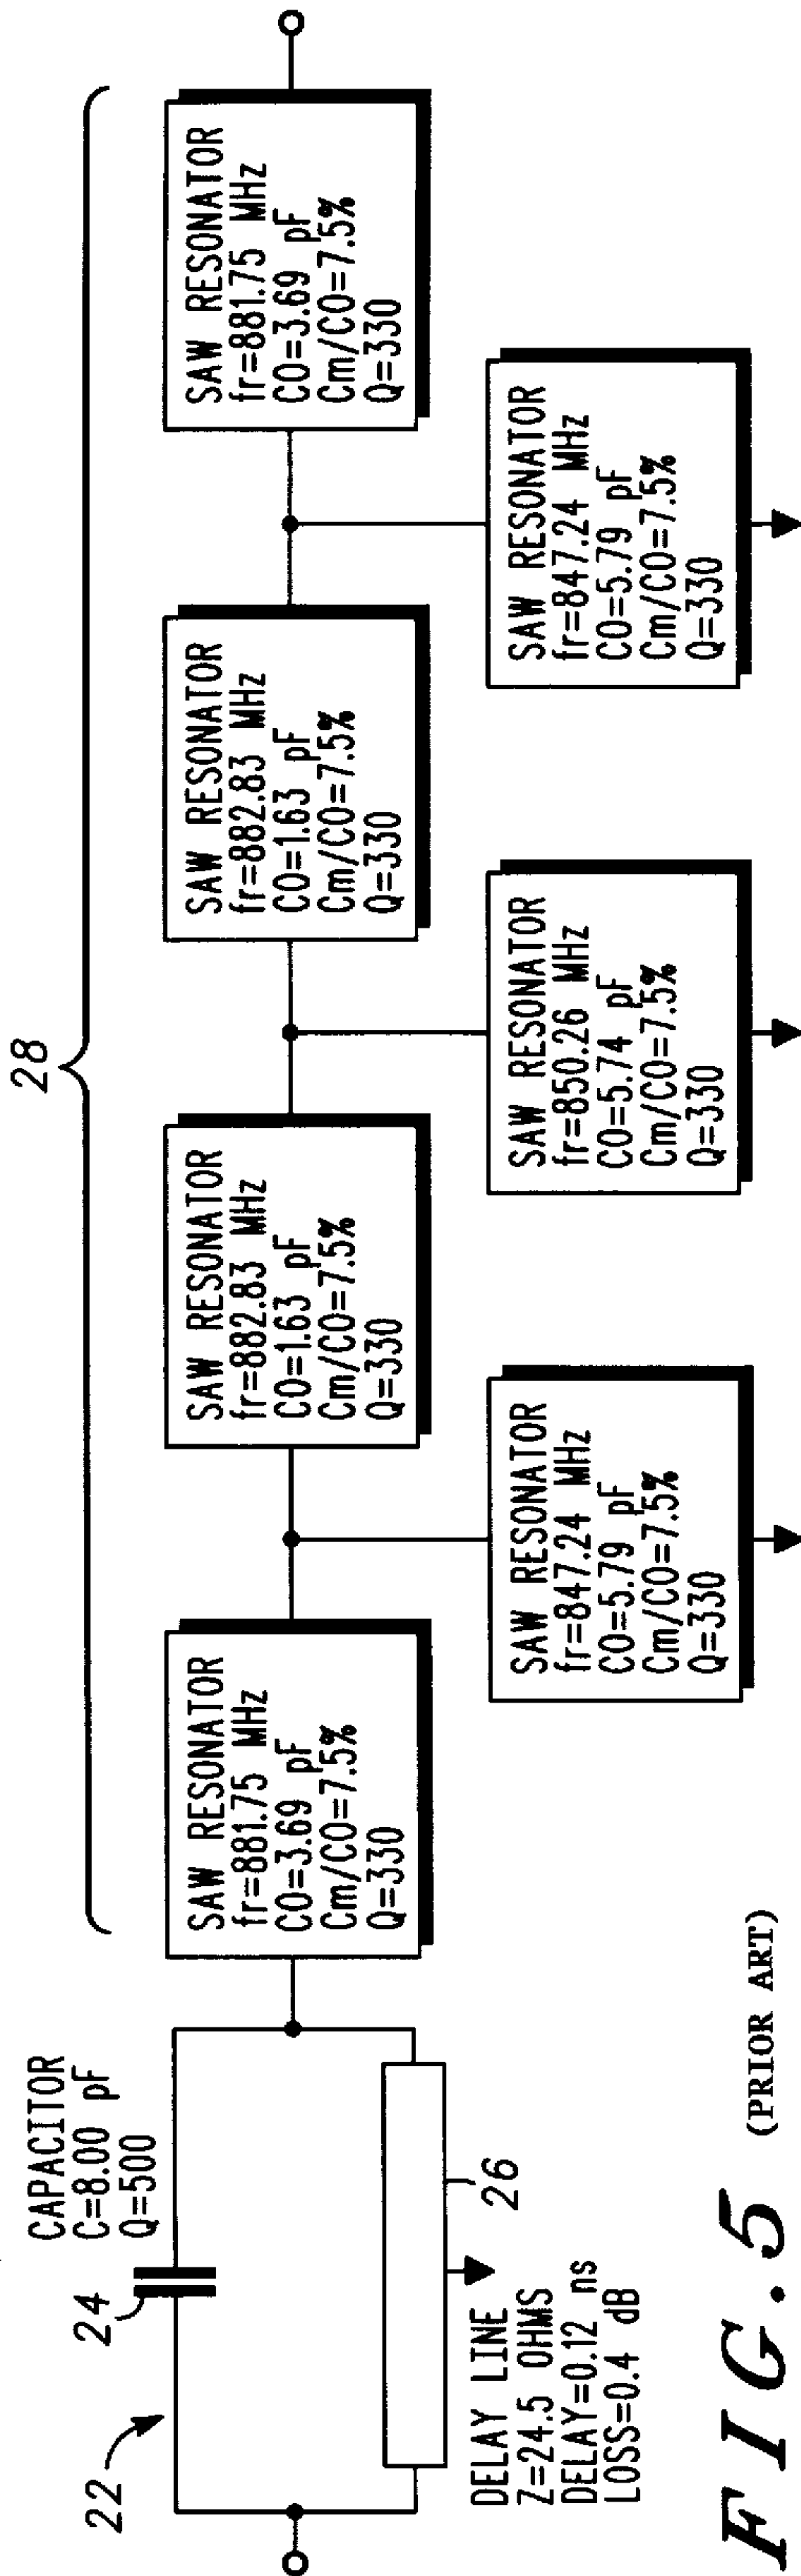 22
24
CAPACITOR
C=8.00 pF
Q=500
26
DELAY LINE
Z=24.5 OHMS
DELAY=0.12 ns
LOSS=0.4 dB
28
SAW RESONATOR
fr=881.75 MHz
CO=3.69 pF
Cm/CO=7.5%
Q=330
SAW RESONATOR
fr=847.24 MHz
CO=5.79 pF
Cm/CO=7.5%
Q=330
SAW RESONATOR
fr=882.83 MHz
CO=1.63 pF
Cm/CO=7.5%
Q=330
SAW RESONATOR
fr=850.26 MHz
CO=5.74 pF
Cm/CO=7.5%
Q=330
SAW RESONATOR
fr=882.83 MHz
CO=1.63 pF
Cm/CO=7.5%
Q=330
SAW RESONATOR
fr=847.24 MHz
CO=5.79 pF
Cm/CO=7.5%
Q=330
SAW RESONATOR
fr=881.75 MHz
CO=3.69 pF
Cm/CO=7.5%
Q=330
FIG.5 (PRIOR ART)